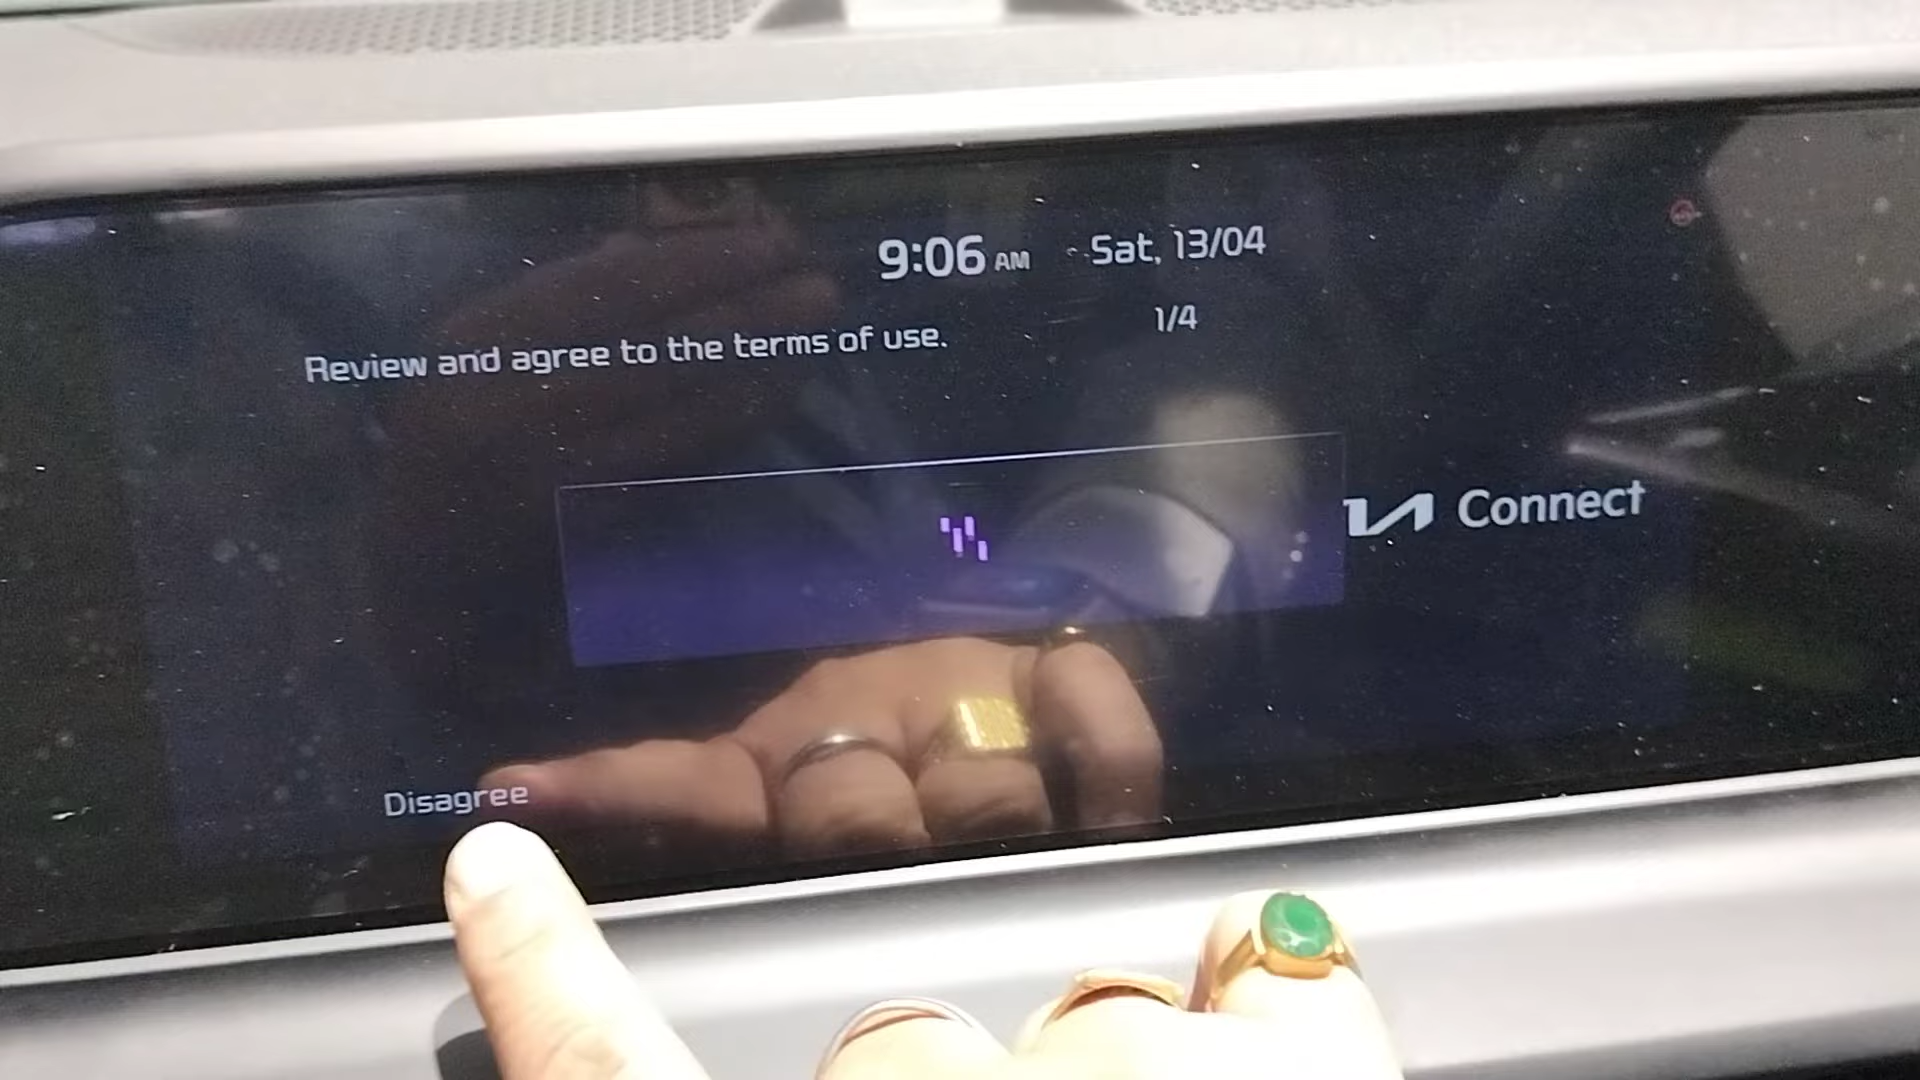 9:06 AM Sat, 13/04
Review and agree to the terms of use. 1/4
Connect
Disagree